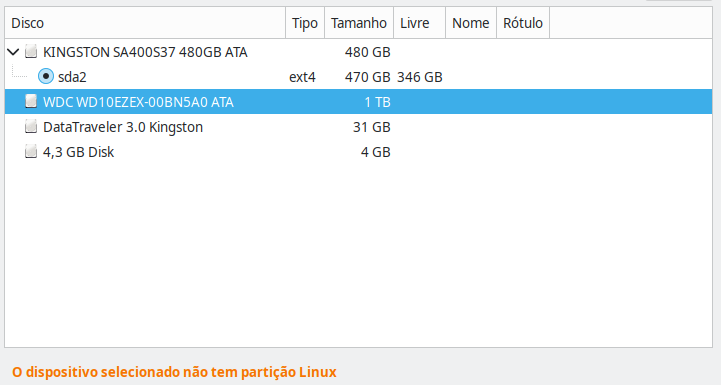 Disco Tipo Tamanho Livre Nome Rótulo
KINGSTON SA400S37 480GB ATA 480 GB
sda2 ext4 470 GB 346 GB
WDC WD10EZEX-00BN5A0 ATA 1 TB
DataTraveler 3.0 Kingston 31 GB
4,3 GB Disk 4 GB
O dispositivo selecionado não tem partição Linux